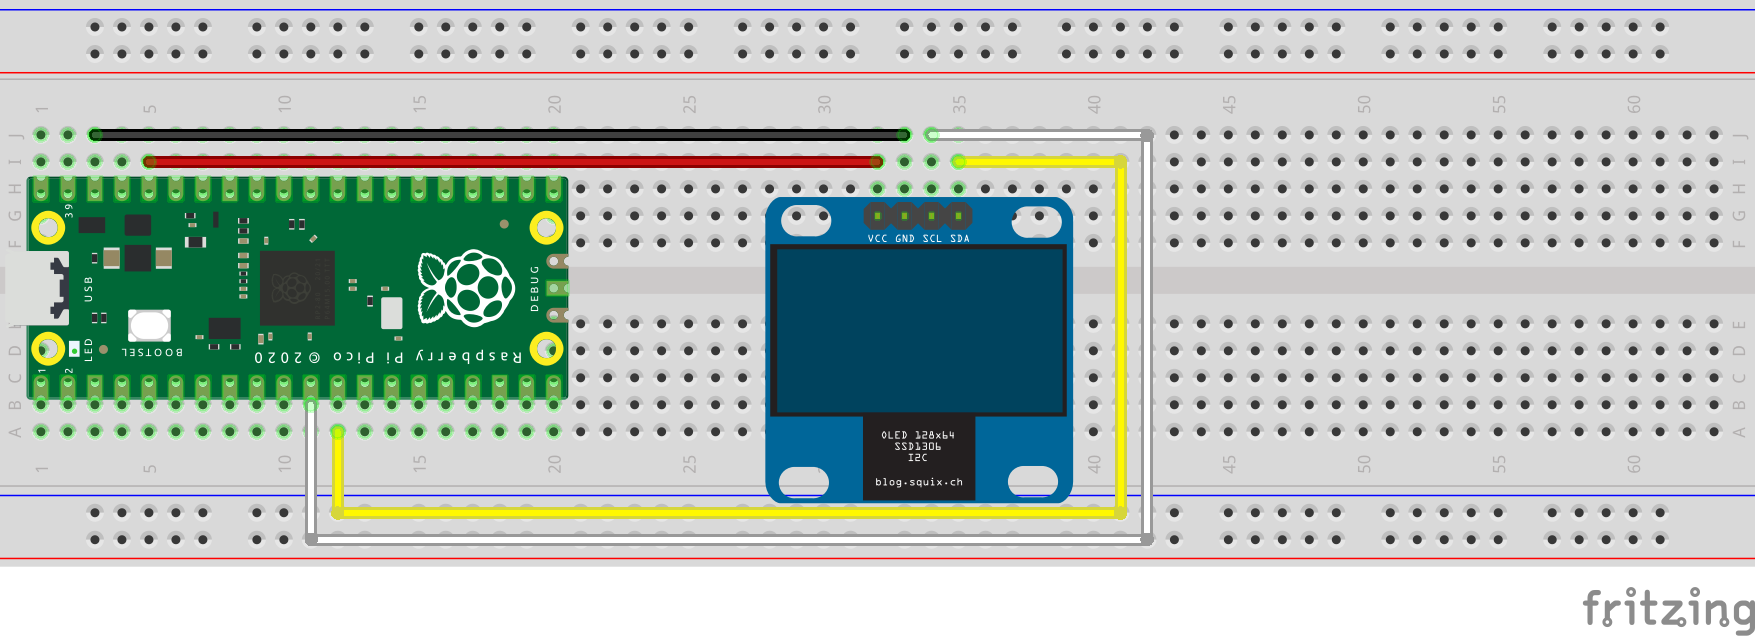 1 5 10 15 20 25 30 35 40 45 50 55 60
J J
I I
H H
G G
F F
E
D D
C C
B B
A A
39
USB
LED
BOOTSEL
1
2
DEBUG
Raspberry Pi Pico © 2020
VCC GND SCL SDA
OLED 128x64
SSD1306
I2C
blog.squix.ch
1 5 10 15 20 25 40 45 50 55 60
fritzing